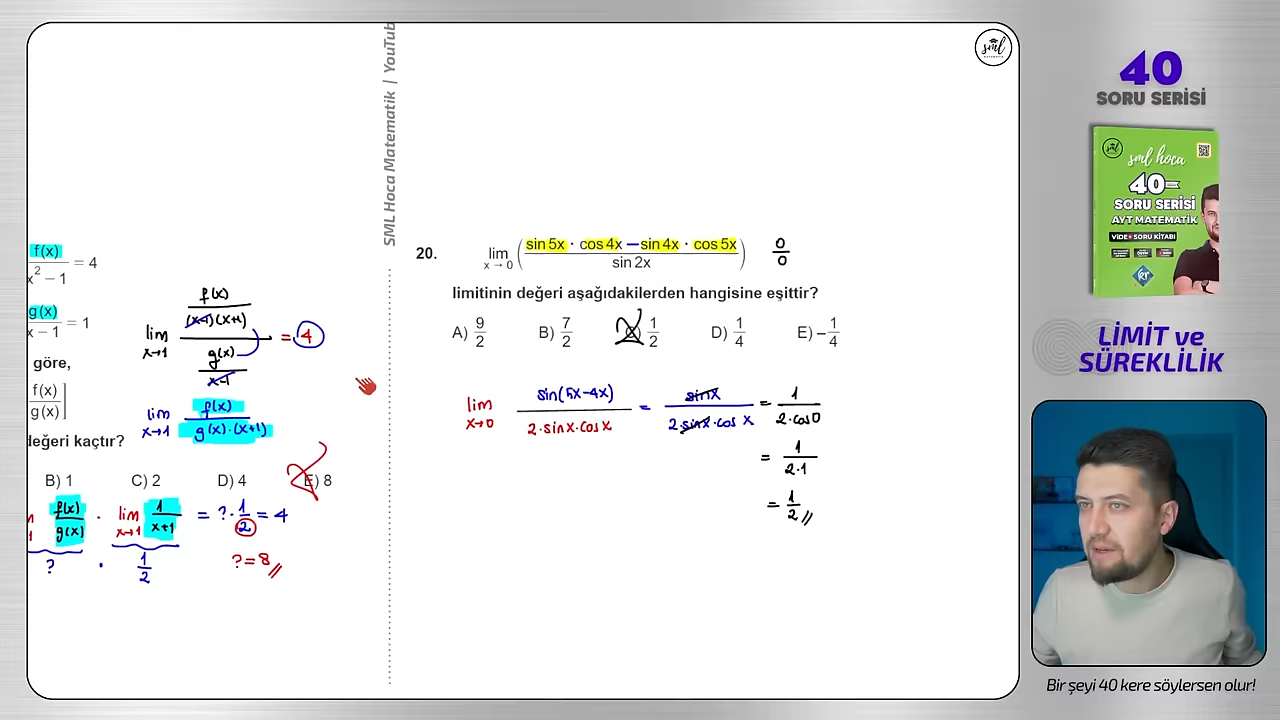 SML Hoca Matematik | YouTub
sml
f(x)
x² − 1 = 4
g(x)
x − 1 = 1
göre,
f(x)
g(x) ]
değeri kaçtır?
B) 1 C) 2 D) 4 E) 8
lim x→1 f(x) / (x-1)(x+1) / g(x) / x-1 = 4
lim x→1 f(x) / g(x)·(x+1)
f(x) / g(x) · lim x→1 1 / x+1 = ?·1/2 = 4
? · 1/2
?=8//
20. lim x → 0 ( sin 5x · cos 4x − sin 4x · cos 5x / sin 2x ) 0/0
limitinin değeri aşağıdakilerden hangisine eşittir?
A) 9/2 B) 7/2 C) 1/2 D) 1/4 E) −1/4
lim x→0 sin(5x-4x) / 2·sinx·cosx = sinx / 2·sinx·cosx = 1 / 2·cos0
= 1 / 2·1
= 1/2 //
40
SORU SERİSİ
sml hoca
40
SORU SERİSİ
AYT MATEMATİK
VİDEO SORU KİTABI
LİMİT ve
SÜREKLİLİK
Bir şeyi 40 kere söylersen olur!